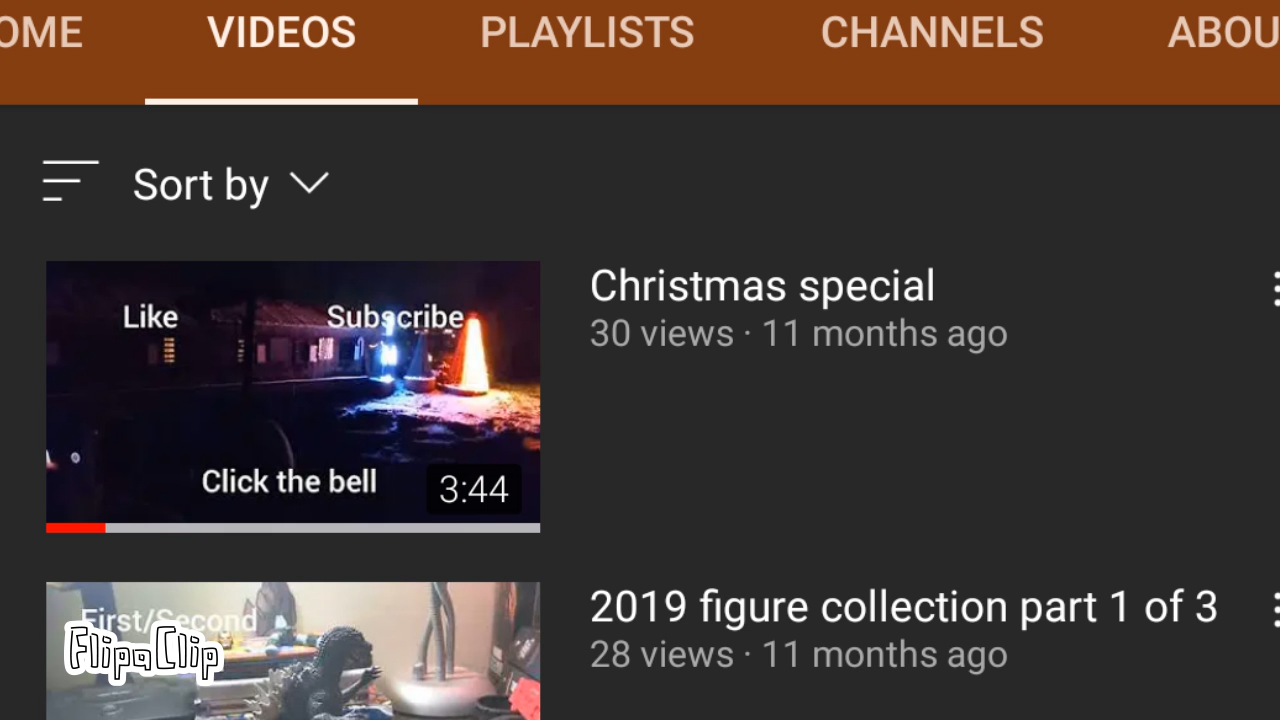 OME VIDEOS PLAYLISTS CHANNELS ABOU
Sort by
Like Subscribe
Click the bell
3:44
Christmas special
30 views · 11 months ago
First/Second
FlipaClip
2019 figure collection part 1 of 3
28 views · 11 months ago